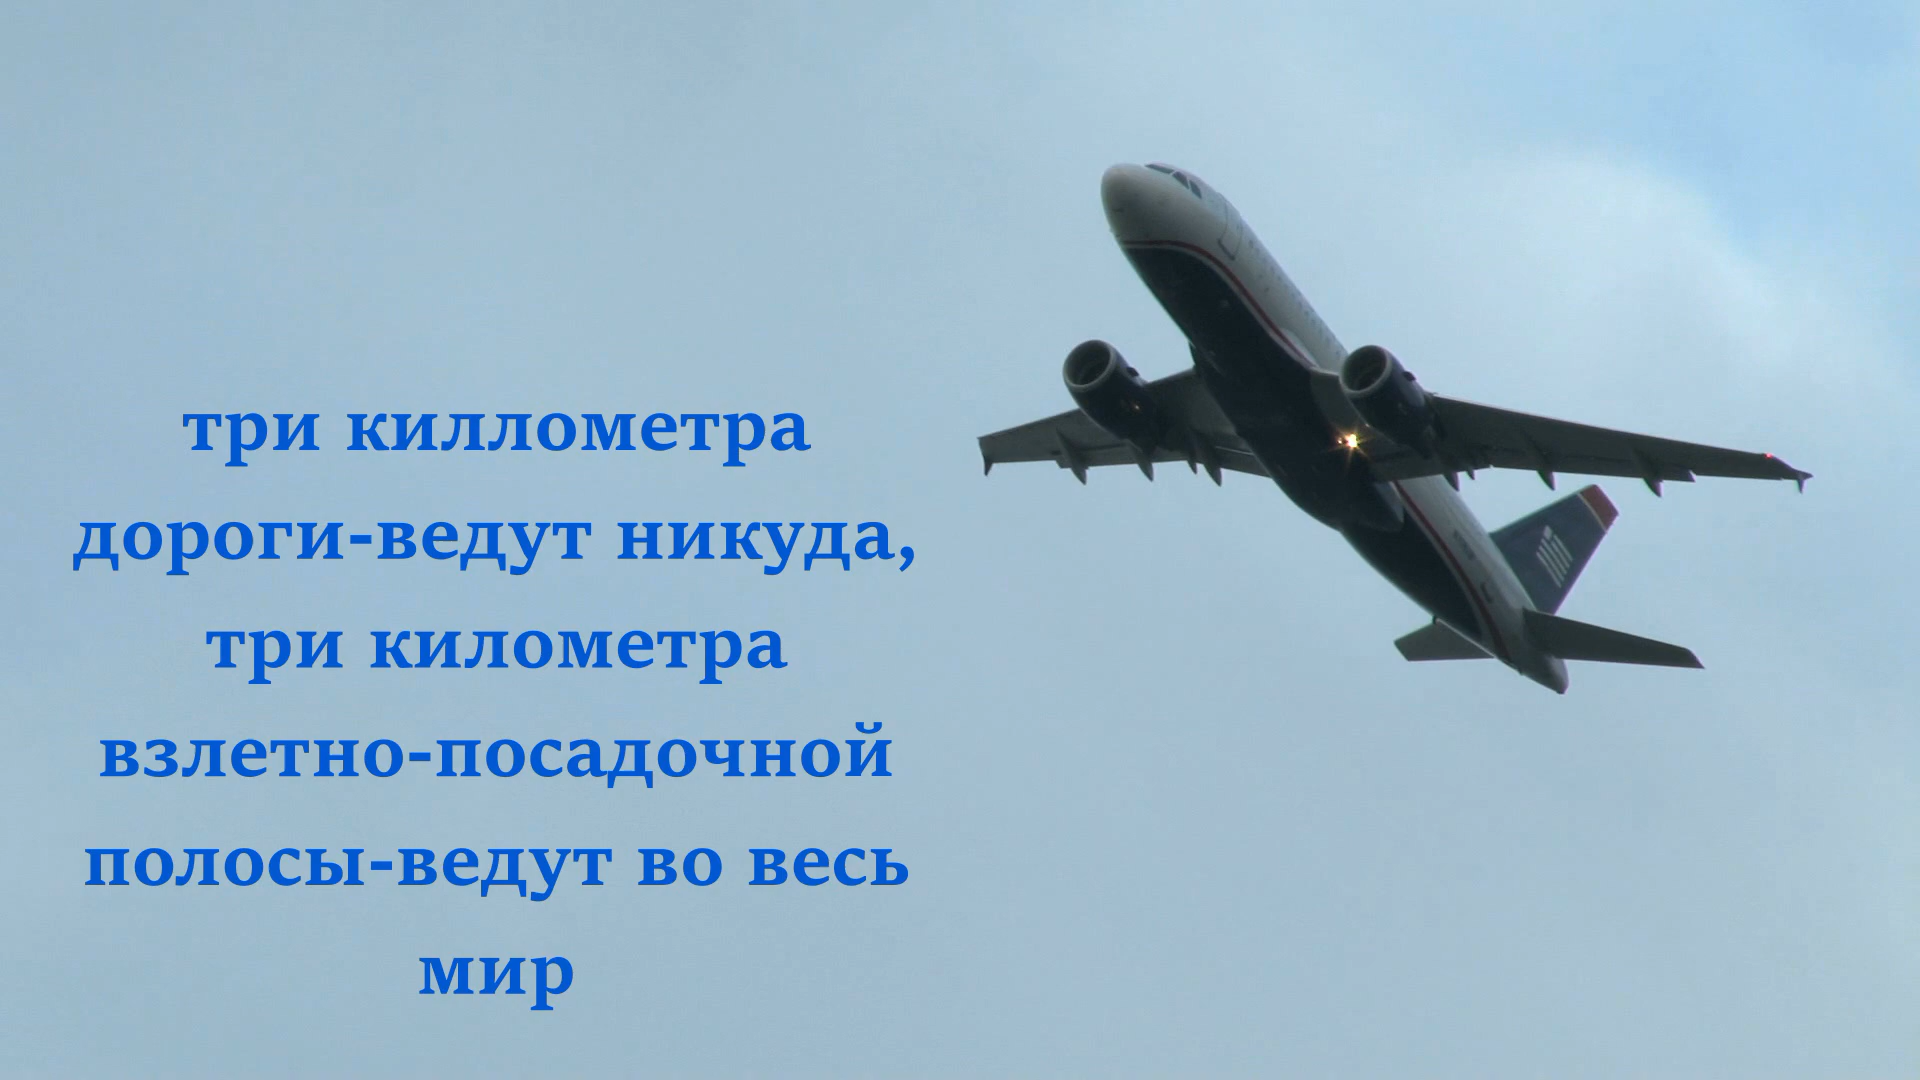 три киллометра
дороги-ведут никуда,
три километра
взлетно-посадочной
полосы-ведут во весь
мир